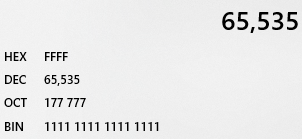 65,535
HEX FFFF
DEC 65,535
OCT 177 777
BIN 1111 1111 1111 1111